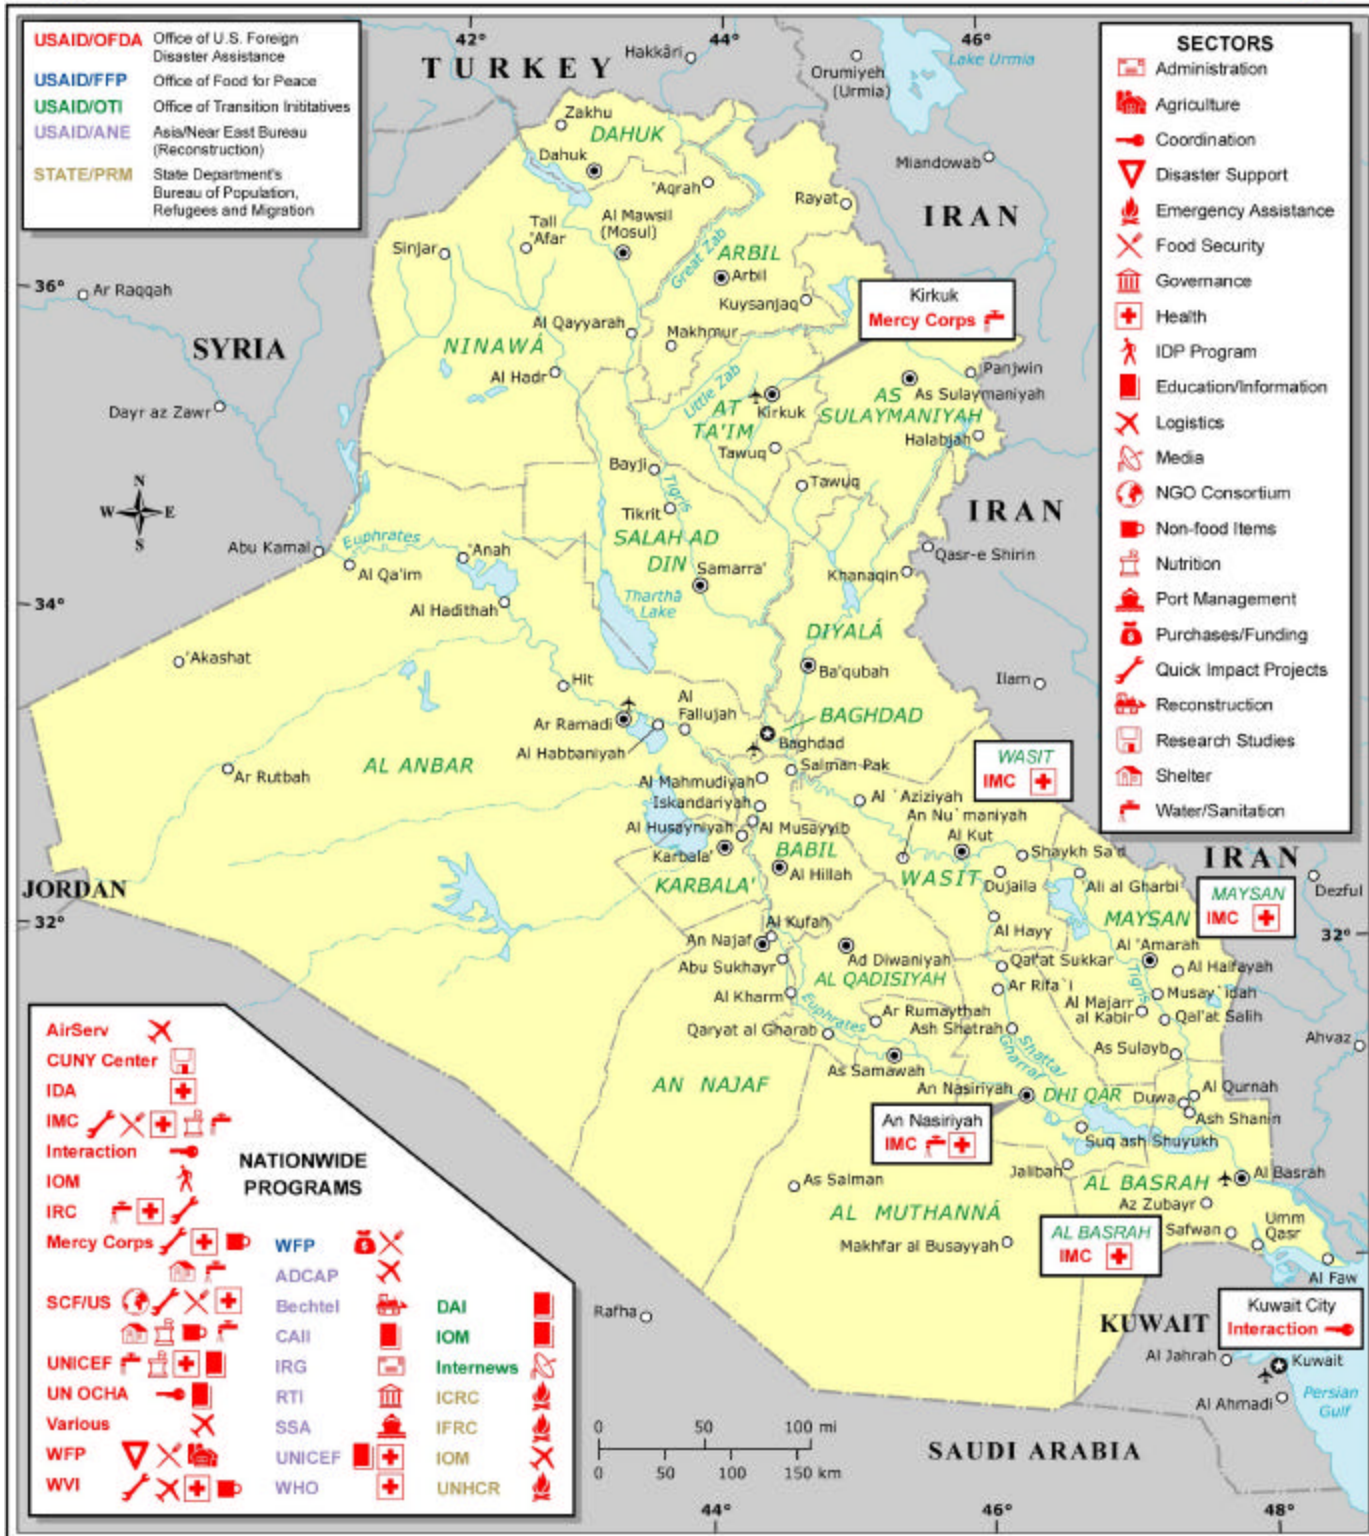 USAID/OFDA Office of U.S. Foreign
Disaster Assistance
USAID/FFP Office of Food for Peace
USAID/OTI Office of Transition Inititatives
USAID/ANE Asia/Near East Bureau
(Reconstruction)
STATE/PRM State Department's
Bureau of Population,
Refugees and Migration
42°
44°
46°
SECTORS
Administration
Agriculture
Coordination
Disaster Support
Emergency Assistance
Food Security
Governance
Health
IDP Program
Education/Information
Logistics
Media
NGO Consortium
Non-food Items
Nutrition
Port Management
Purchases/Funding
Quick Impact Projects
Reconstruction
Research Studies
Shelter
Water/Sanitation
TURKEY
Hakkâri
Orumiyeh
(Urmia)
Lake Urmia
Zakhu
DAHUK
Dahuk
'Aqrah
Miandowab
Rayat
IRAN
Tall
'Afar
Al Mawsil
(Mosul)
Sinjar
Great Zab
ARBIL
Arbil
36°
Ar Raqqah
Kuysanjaq
Kirkuk
Mercy Corps
Al Qayyarah
Makhmur
SYRIA
NINAWÁ
Al Hadr
Little Zab
Panjwin
As Sulaymaniyah
AS
SULAYMANIYAH
Dayr az Zawr
AT
TA'IM
Kirkuk
Halabjah
Tawuq
Bayji
Tigris
Tawuq
N
W E
S
Tikrit
IRAN
SALAH AD
DIN
Abu Kamal
Euphrates
'Anah
Qasr-e Shirin
Al Qa'im
Samarra'
Khanaqin
34°
Al Hadithah
Tharthā
Lake
DIYALÁ
'Akashat
Ba'qubah
Hit
Ilam
Al
Fallujah
Ar Ramadi
BAGHDAD
Baghdad
Al Habbaniyah
AL ANBAR
Ar Rutbah
Salman Pak
WASIT
IMC
Al Mahmudiyah
Iskandariyah
Al `Aziziyah
An Nu`maniyah
Al Husayniyah
Al Musayyib
Al Kut
Shaykh Sa'd
Karbala'
BABIL
Al Hillah
WASIT
Dujaila
Ali al Gharbi
IRAN
Dezful
JORDAN
KARBALA'
MAYSAN
IMC
MAYSAN
Al Kufah
Al Hayy
32°
32°
An Najaf
Ad Diwaniyah
Al 'Amarah
Abu Sukhayr
AL QADISIYAH
Qal'at Sukkar
Al Halfayah
Ar Rifa`i
Al Kharm
Tigris
Musay`idah
Al Majarr
al Kabir
Qal'at Salih
Euphrates
Ar Rumaythah
Qaryat al Gharab
Ash Shatrah
Shatta/
Gharraf
As Sulayb
Ahvaz
As Samawah
AN NAJAF
An Nasiriyah
DHI QAR
Al Qurnah
Duwa
Ash Shanin
An Nasiriyah
IMC
Suq ash Shuyukh
Jalibah
As Salman
AL BASRAH
Al Basrah
Az Zubayr
AL MUTHANNÁ
Safwan
Umm
Qasr
Makhfar al Busayyah
AL BASRAH
IMC
Al Faw
Rafha
KUWAIT
Kuwait City
Interaction
Al Jahrah
Kuwait
Al Ahmadi
Persian
Gulf
SAUDI ARABIA
0 50 100 mi
0 50 100 150 km
44°
46°
48°
NATIONWIDE
PROGRAMS
AirServ
CUNY Center
IDA
IMC
Interaction
IOM
IRC
Mercy Corps
SCF/US
UNICEF
UN OCHA
Various
WFP
WVI
WFP
ADCAP
Bechtel
CAII
IRG
RTI
SSA
UNICEF
WHO
DAI
IOM
Internews
ICRC
IFRC
IOM
UNHCR